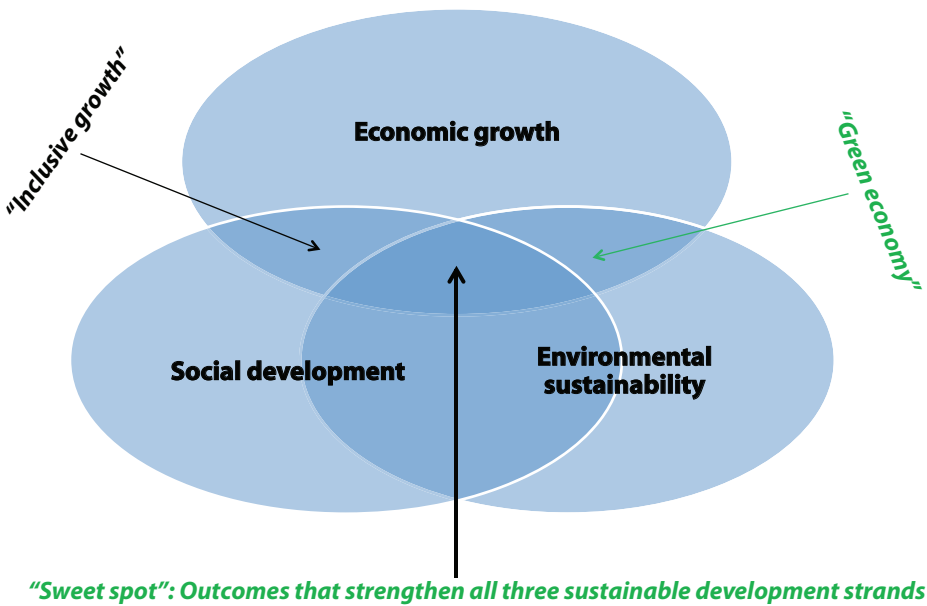 “Inclusive growth”
Economic growth
“Green economy”
Social development
Environmental
sustainability
“Sweet spot”: Outcomes that strengthen all three sustainable development strands